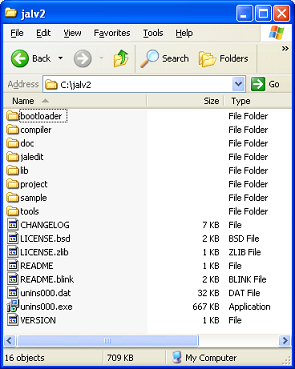 jalv2
File Edit View Favorites Tools Help
Back Search Folders
Address C:\jalv2 Go
Name Size Type
bootloader File Folder
compiler File Folder
doc File Folder
jaledit File Folder
lib File Folder
project File Folder
sample File Folder
tools File Folder
CHANGELOG 7 KB File
LICENSE.bsd 2 KB BSD File
LICENSE.zlib 1 KB ZLIB File
README 1 KB File
README.blink 2 KB BLINK File
unins000.dat 32 KB DAT File
unins000.exe 667 KB Application
VERSION 1 KB File
16 objects 709 KB My Computer